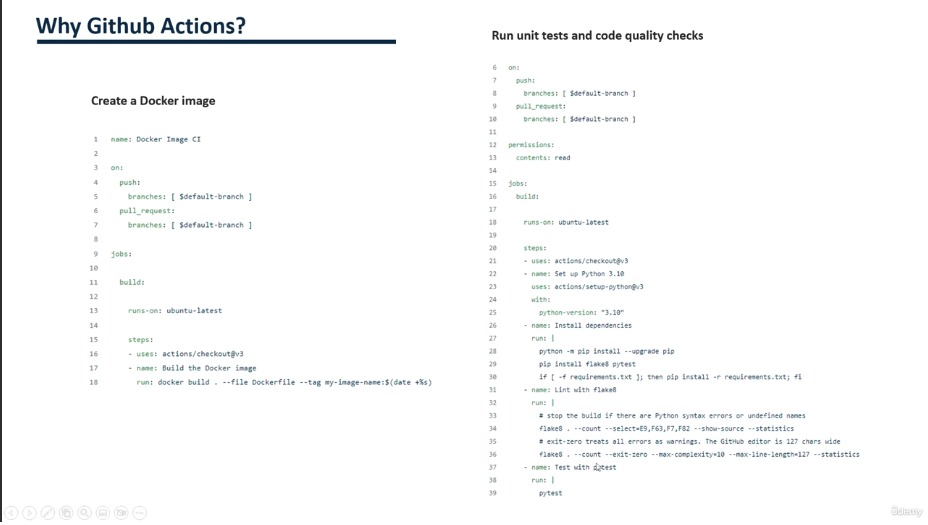 Why Github Actions?
Create a Docker image
1 name: Docker Image CI
2
3 on:
4 push:
5 branches: [ $default-branch ]
6 pull_request:
7 branches: [ $default-branch ]
8
9 jobs:
10
11 build:
12
13 runs-on: ubuntu-latest
14
15 steps:
16 - uses: actions/checkout@v3
17 - name: Build the Docker image
18 run: docker build . --file Dockerfile --tag my-image-name:$(date +%s)
Run unit tests and code quality checks
6 on:
7 push:
8 branches: [ $default-branch ]
9 pull_request:
10 branches: [ $default-branch ]
11
12 permissions:
13 contents: read
14
15 jobs:
16 build:
17
18 runs-on: ubuntu-latest
19
20 steps:
21 - uses: actions/checkout@v3
22 - name: Set up Python 3.10
23 uses: actions/setup-python@v3
24 with:
25 python-version: "3.10"
26 - name: Install dependencies
27 run: |
28 python -m pip install --upgrade pip
29 pip install flake8 pytest
30 if [ -f requirements.txt ]; then pip install -r requirements.txt; fi
31 - name: Lint with flake8
32 run: |
33 # stop the build if there are Python syntax errors or undefined names
34 flake8 . --count --select=E9,F63,F7,F82 --show-source --statistics
35 # exit-zero treats all errors as warnings. The GitHub editor is 127 chars wide
36 flake8 . --count --exit-zero --max-complexity=10 --max-line-length=127 --statistics
37 - name: Test with pytest
38 run: |
39 pytest
ûdemy